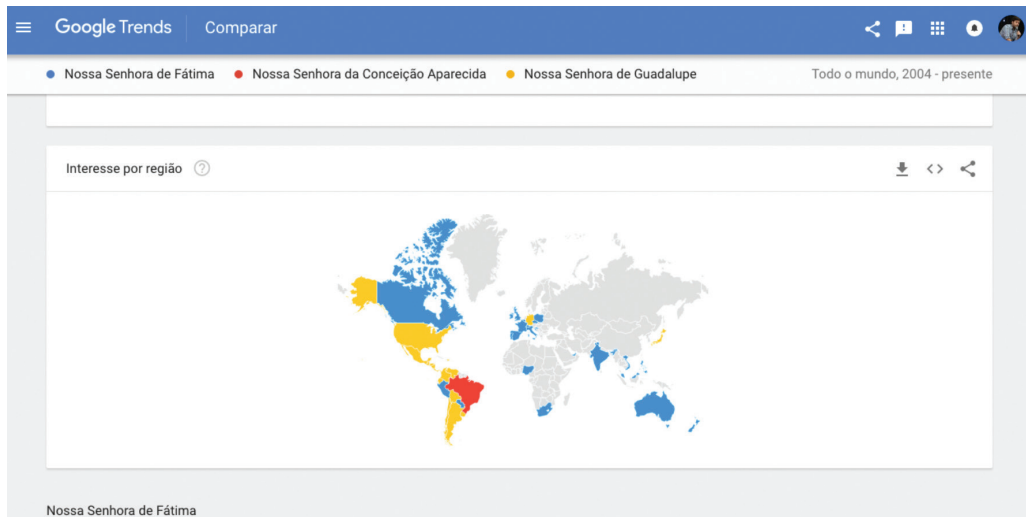 Google Trends Comparar
Nossa Senhora de Fátima Nossa Senhora da Conceição Aparecida Nossa Senhora de Guadalupe Todo o mundo, 2004 - presente
Interesse por região
Nossa Senhora de Fátima